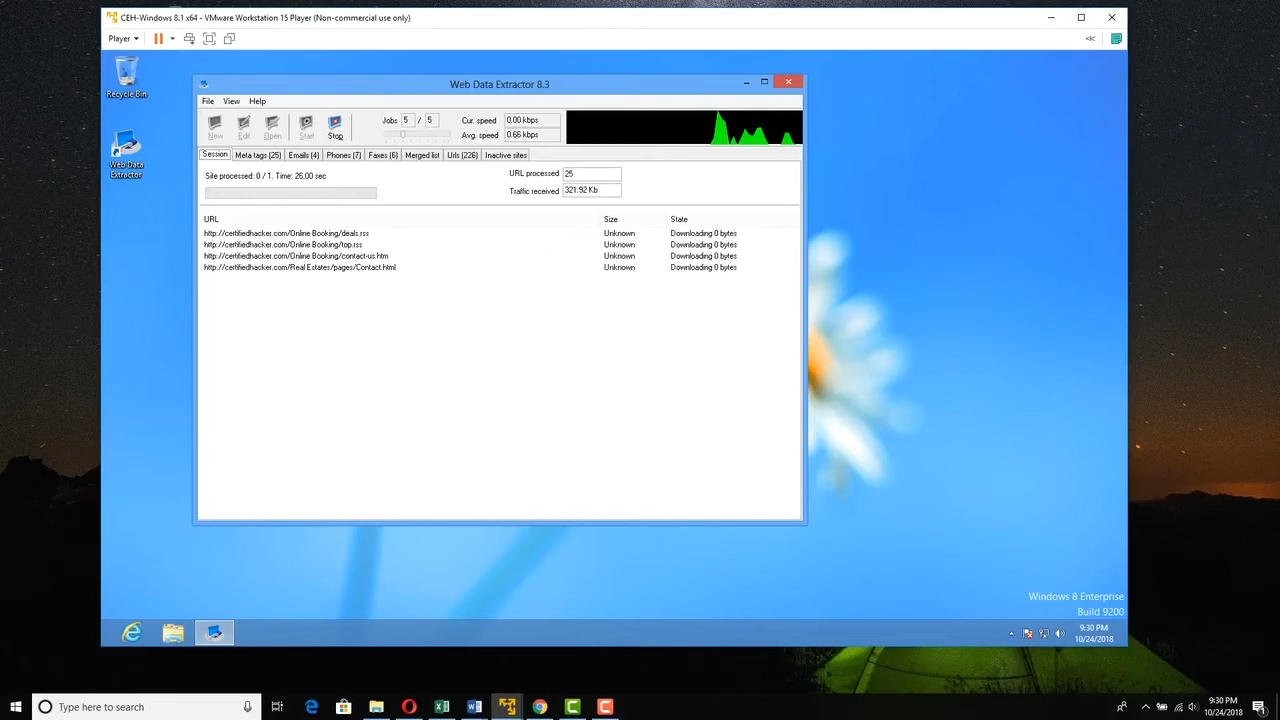 CEH-Windows 8.1 x64 - VMware Workstation 15 Player (Non-commercial use only)
Player
Recycle Bin
Web Data Extractor
Web Data Extractor 8.3
File View Help
New Edit Open Start Stop
Jobs 5 / 5
Cur. speed 0.00 kbps
Avg. speed 0.66 kbps
Session Meta tags (25) Emails (4) Phones (7) Faxes (6) Merged list Urls (226) Inactive sites
Site processed: 0 / 1. Time: 26,00 sec
URL processed 25
Traffic received 321.92 Kb
URL Size State
http://certifiedhacker.com/Online Booking/deals.rss Unknown Downloading 0 bytes
http://certifiedhacker.com/Online Booking/top.rss Unknown Downloading 0 bytes
http://certifiedhacker.com/Online Booking/contact-us.htm Unknown Downloading 0 bytes
http://certifiedhacker.com/Real Estates/pages/Contact.html Unknown Downloading 0 bytes
Windows 8 Enterprise
Build 9200
9:30 PM
10/24/2018
Type here to search
9:30 PM
10/24/2018